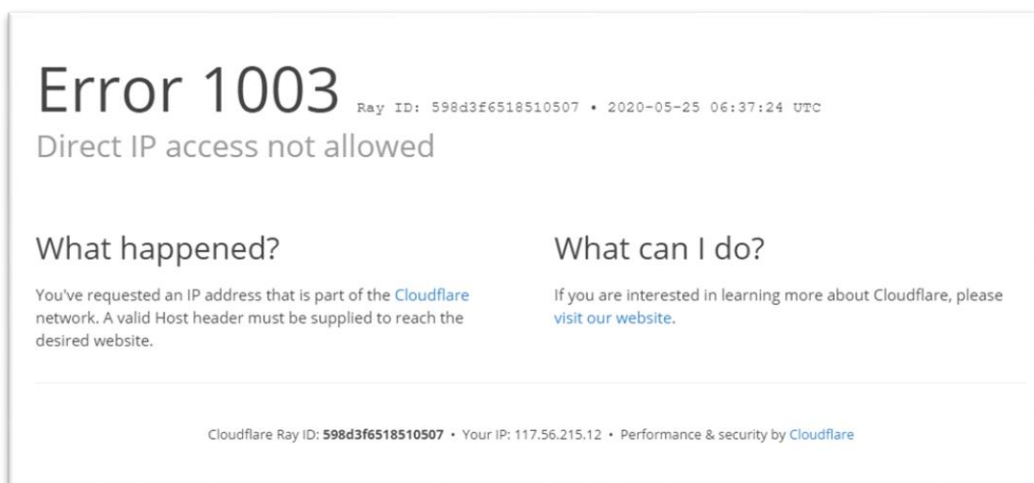 Error 1003 Ray ID: 598d3f6518510507 • 2020-05-25 06:37:24 UTC
Direct IP access not allowed
What happened?
You've requested an IP address that is part of the Cloudflare
network. A valid Host header must be supplied to reach the
desired website.
What can I do?
If you are interested in learning more about Cloudflare, please
visit our website.
Cloudflare Ray ID: 598d3f6518510507 • Your IP: 117.56.215.12 • Performance & security by Cloudflare